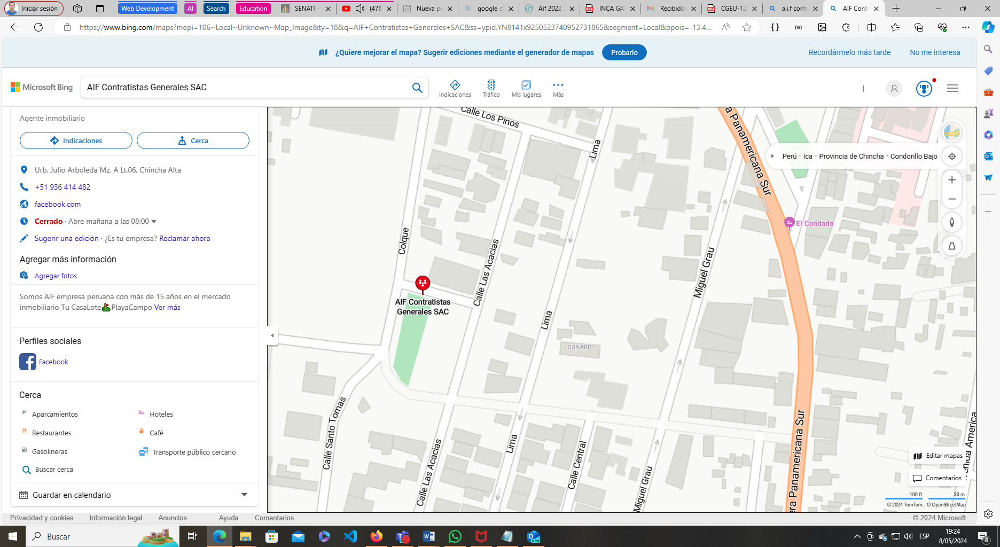 Iniciar sesión
Web Development
AI
Search
Education
SENATI -
(476
Nueva pe
google cl
Aif 2022
INCA GA
Recibidos
CGEU-12
a.i.f cont
AIF Cont
https://www.bing.com/maps?mepi=106~Local~Unknown~Map_Image&ty=18&q=AIF+Contratistas+Generales+SAC&ss=ypid.YN8141x9250523740952731865&segment=Local&ppois=-13.4...
¿Quiere mejorar el mapa? Sugerir ediciones mediante el generador de mapas
Probarlo
Recordármelo más tarde
No me interesa
Microsoft Bing
AIF Contratistas Generales SAC
Indicaciones
Tráfico
Mis lugares
Más
Agente inmobiliario
Indicaciones
Cerca
Urb. Julio Arboleda Mz. A Lt.06, Chincha Alta
+51 936 414 482
facebook.com
Cerrado · Abre mañana a las 08:00
Sugerir una edición · ¿Es tu empresa? Reclamar ahora
Agregar más información
Agregar fotos
Somos AIF empresa peruana con más de 15 años en el mercado
inmobiliario Tu CasaLote⛳PlayaCampo Ver más
Perfiles sociales
Facebook
Cerca
Aparcamientos
Hoteles
Restaurantes
Café
Gasolineras
Transporte público cercano
Buscar cerca
Guardar en calendario
Calle Los Pinos
Lima
a Panamericana Sur
Perú · Ica · Provincia de Chincha · Condorillo Bajo
El Condado
Colque
Calle Las Acacias
Miguel Grau
AIF Contratistas
Generales SAC
Lima
SUNARP
Calle Santo Tomas
Calle Las Acacias
Lima
Calle Central
Miguel Grau
era Panamericana Sur
enida America
Editar mapas
Comentarios
100 ft
30 m
© 2024 TomTom, © OpenStreetMap
Privacidad y cookies
Información legal
Anuncios
Ayuda
Comentarios
© 2024 Microsoft
Buscar
ESP
19:24
8/05/2024
4